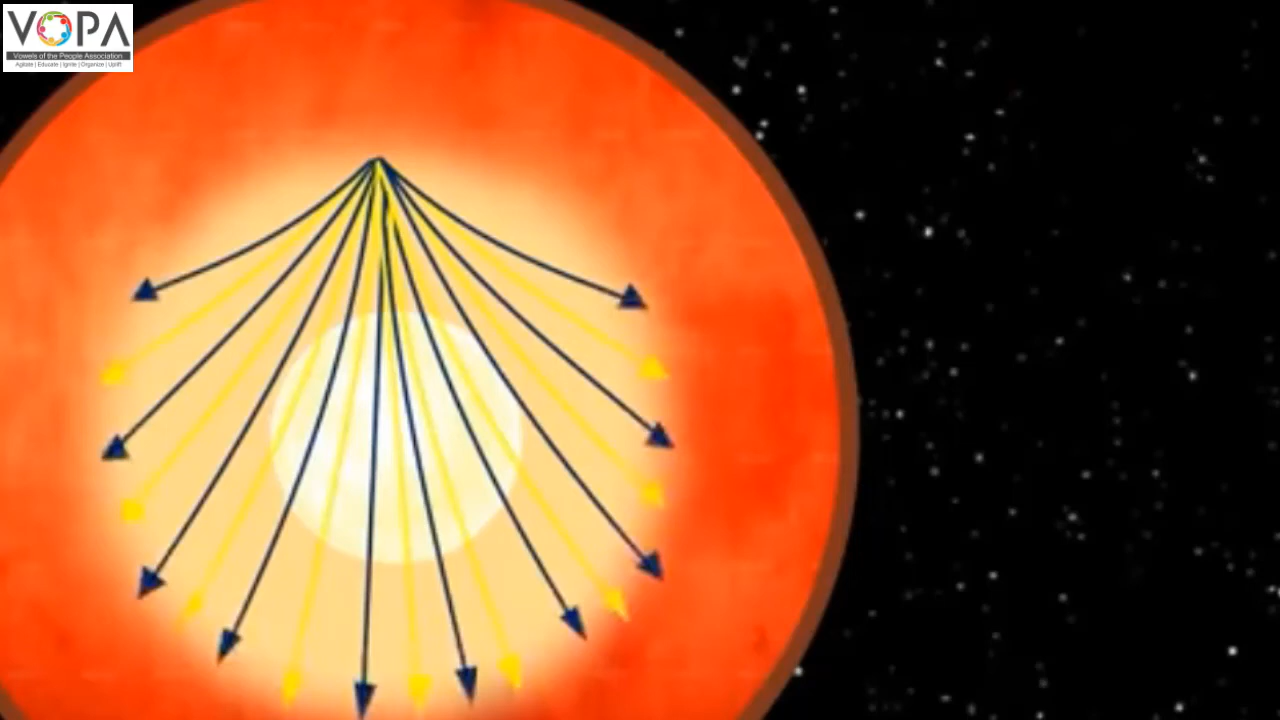 VOPA
Vowels of the People Association
Agitate | Educate | Ignite | Organize | Uplift